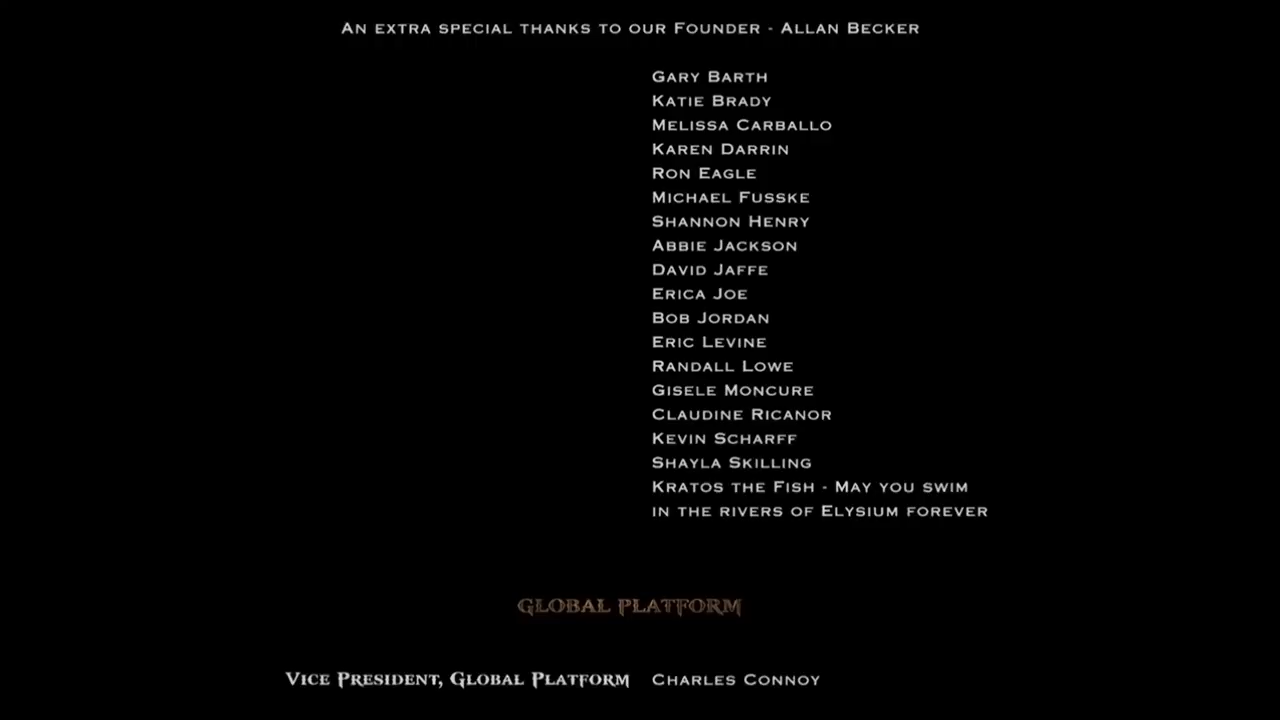 An extra special thanks to our Founder - Allan Becker
Gary Barth
Katie Brady
Melissa Carballo
Karen Darrin
Ron Eagle
Michael Fusske
Shannon Henry
Abbie Jackson
David Jaffe
Erica Joe
Bob Jordan
Eric Levine
Randall Lowe
Gisele Moncure
Claudine Ricanor
Kevin Scharff
Shayla Skilling
Kratos the Fish - May you swim
in the rivers of Elysium forever
Global Platform
Vice President, Global Platform Charles Connoy